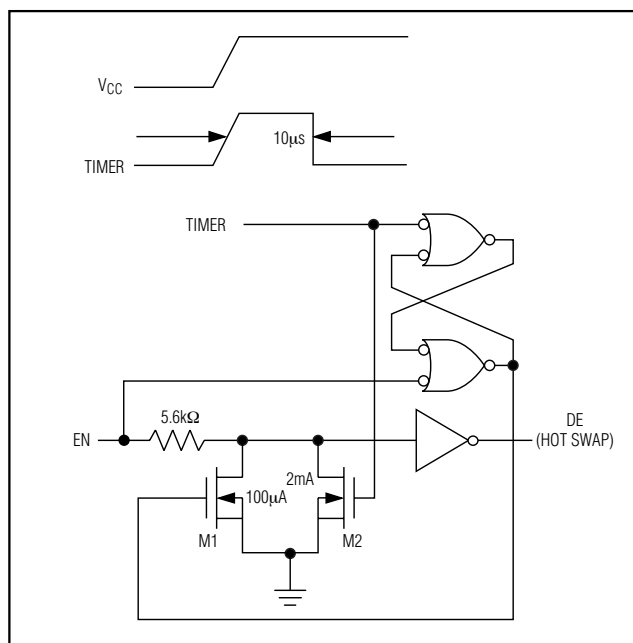 VCC
10µs
TIMER
TIMER
5.6kΩ
EN
DE
(HOT SWAP)
2mA
100µA
M1
M2